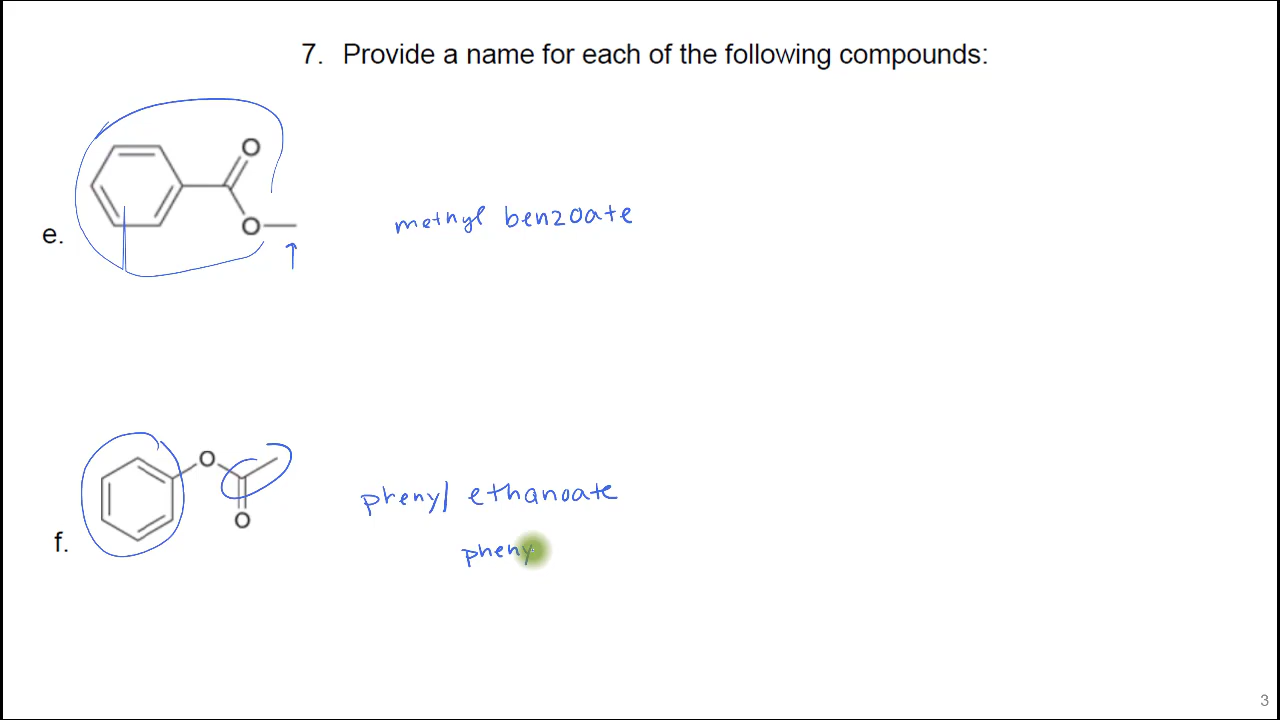 7. Provide a name for each of the following compounds:
O
O
e.
methyl benzoate
O
O
f.
phenyl ethanoate
pheny
3